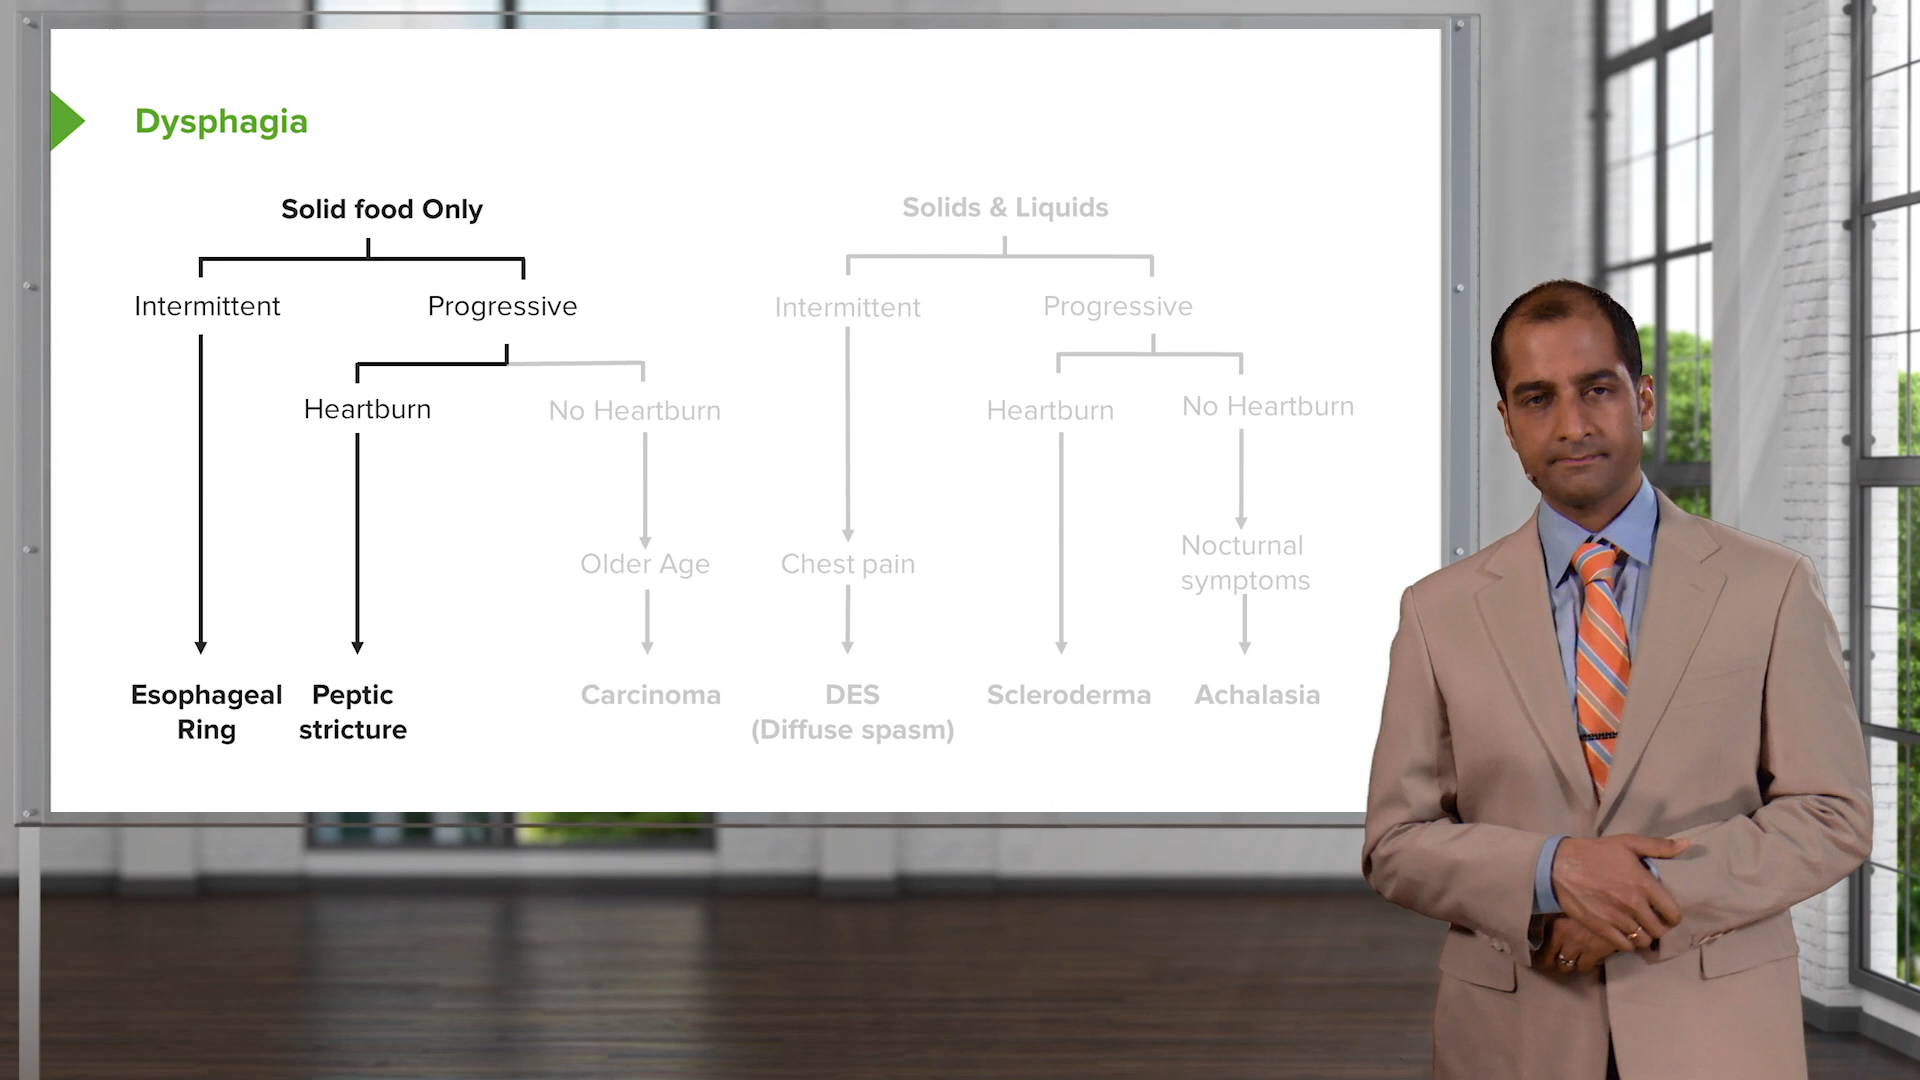 Dysphagia
Solid food Only
Solids & Liquids
Intermittent
Progressive
Intermittent
Progressive
Heartburn
No Heartburn
Heartburn
No Heartburn
Older Age
Chest pain
Nocturnal
symptoms
Esophageal
Ring
Peptic
stricture
Carcinoma
DES
(Diffuse spasm)
Scleroderma
Achalasia